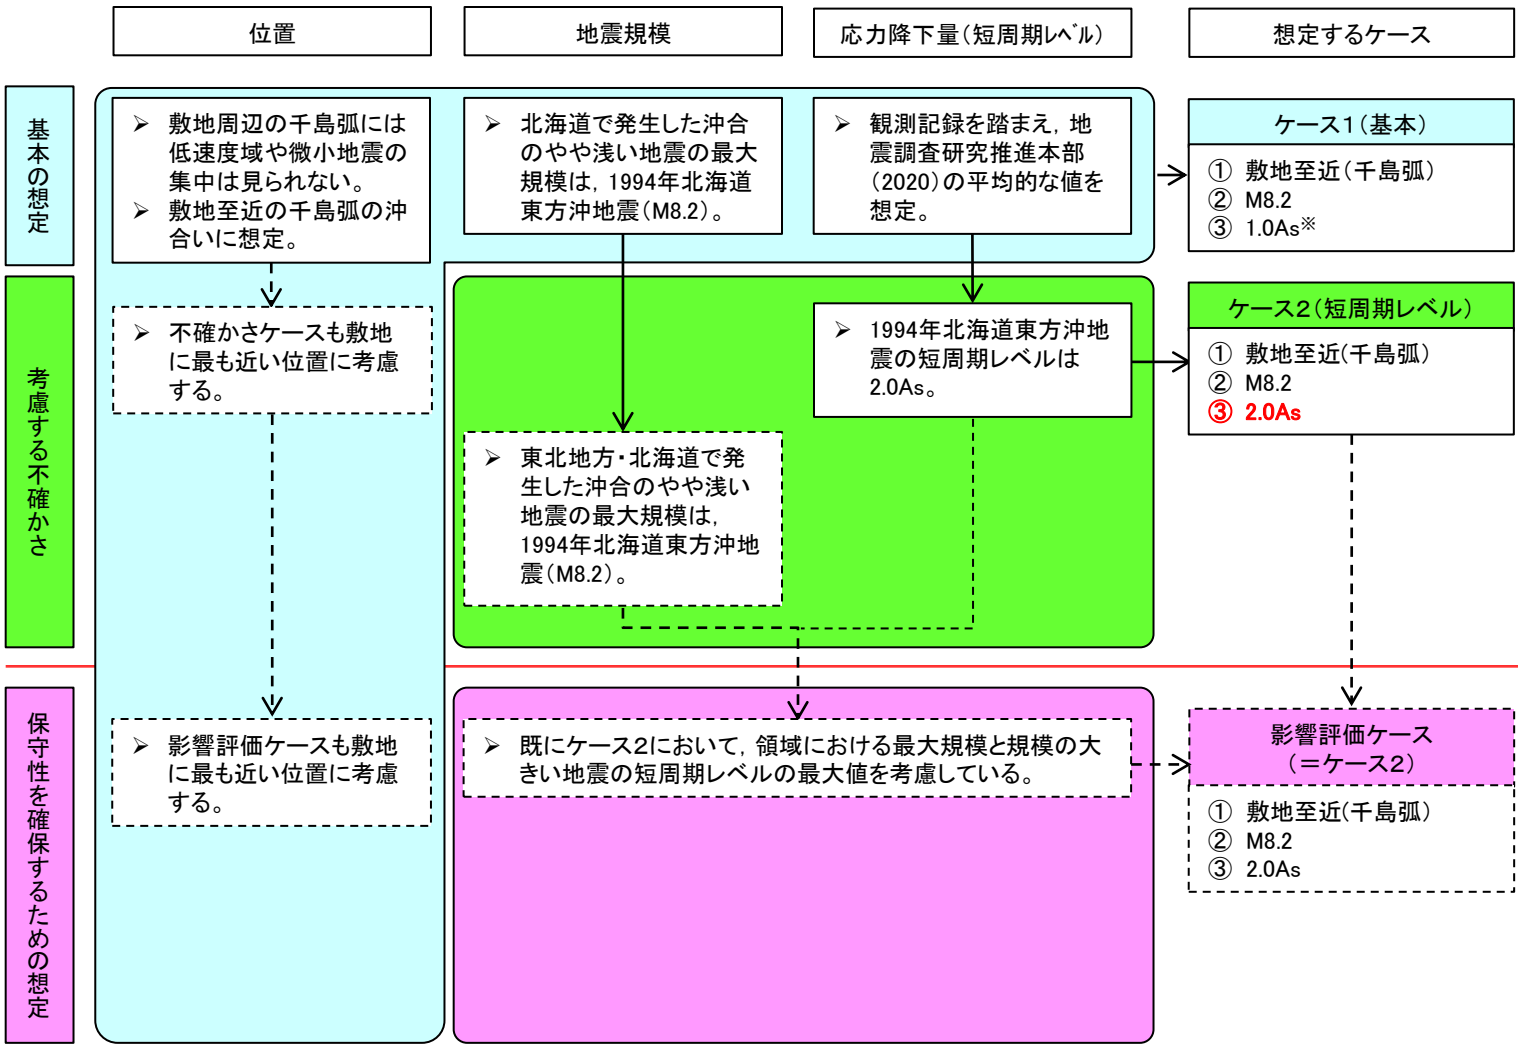 位置
地震規模
応力降下量(短周期レベル)
想定するケース
基本の想定
➢ 敷地周辺の千島弧には
低速度域や微小地震の
集中は見られない。
➢ 敷地至近の千島弧の沖
合いに想定。
➢ 北海道で発生した沖合
のやや浅い地震の最大
規模は,1994年北海道
東方沖地震(M8.2)。
➢ 観測記録を踏まえ,地
震調査研究推進本部
(2020)の平均的な値を
想定。
ケース1(基本)
① 敷地至近(千島弧)
② M8.2
③ 1.0As※
考慮する不確かさ
➢ 不確かさケースも敷地
に最も近い位置に考慮
する。
➢ 東北地方・北海道で発
生した沖合のやや浅い
地震の最大規模は,
1994年北海道東方沖地
震(M8.2)。
➢ 1994年北海道東方沖地
震の短周期レベルは
2.0As。
ケース2(短周期レベル)
① 敷地至近(千島弧)
② M8.2
③ 2.0As
保守性を確保するための想定
➢ 影響評価ケースも敷地
に最も近い位置に考慮
する。
➢ 既にケース2において,領域における最大規模と規模の大
きい地震の短周期レベルの最大値を考慮している。
影響評価ケース
(=ケース2)
① 敷地至近(千島弧)
② M8.2
③ 2.0As